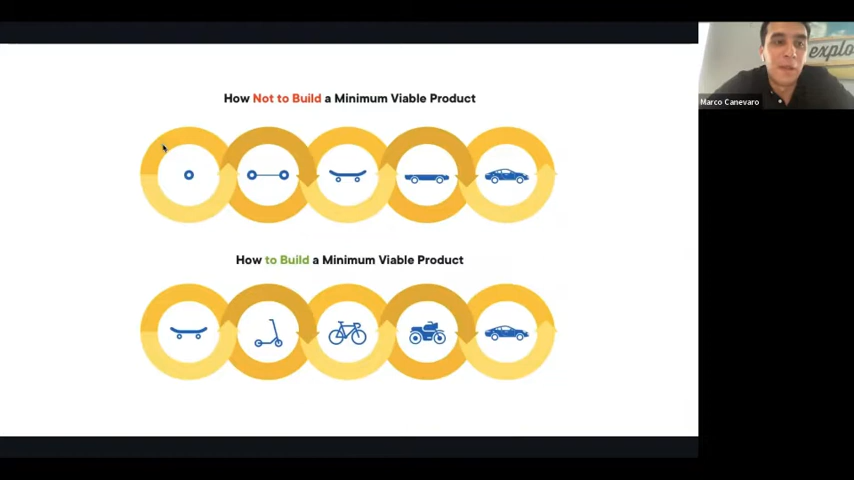 How Not to Build a Minimum Viable Product
How to Build a Minimum Viable Product
explo
Marco Canevaro